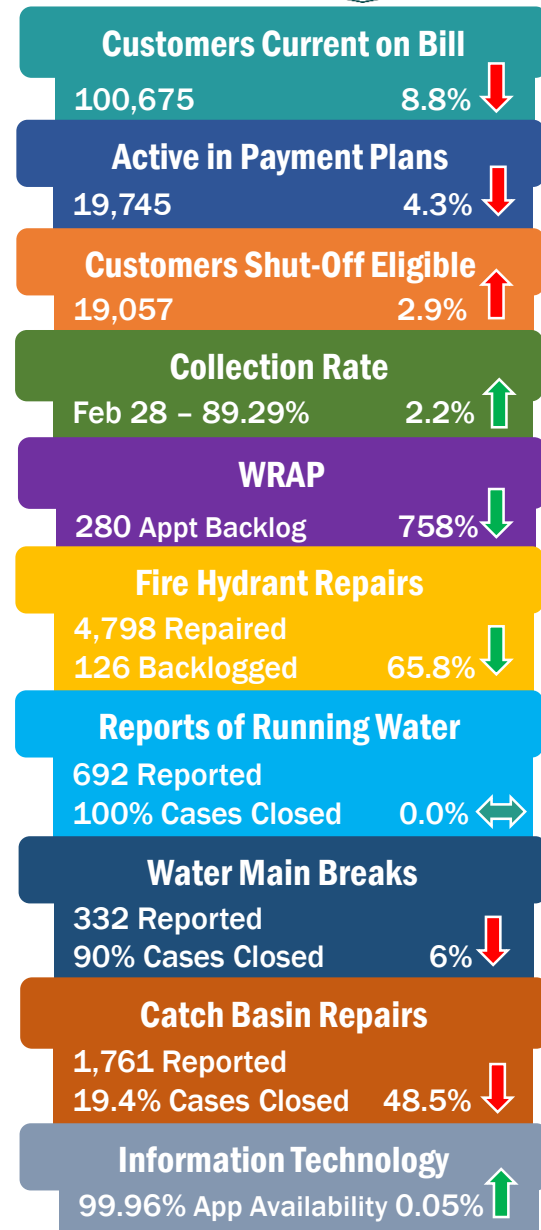 Customers Current on Bill
100,675 8.8%
Active in Payment Plans
19,745 4.3%
Customers Shut-Off Eligible
19,057 2.9%
Collection Rate
Feb 28 – 89.29% 2.2%
WRAP
280 Appt Backlog 758%
Fire Hydrant Repairs
4,798 Repaired
126 Backlogged 65.8%
Reports of Running Water
692 Reported
100% Cases Closed 0.0%
Water Main Breaks
332 Reported
90% Cases Closed 6%
Catch Basin Repairs
1,761 Reported
19.4% Cases Closed 48.5%
Information Technology
99.96% App Availability 0.05%